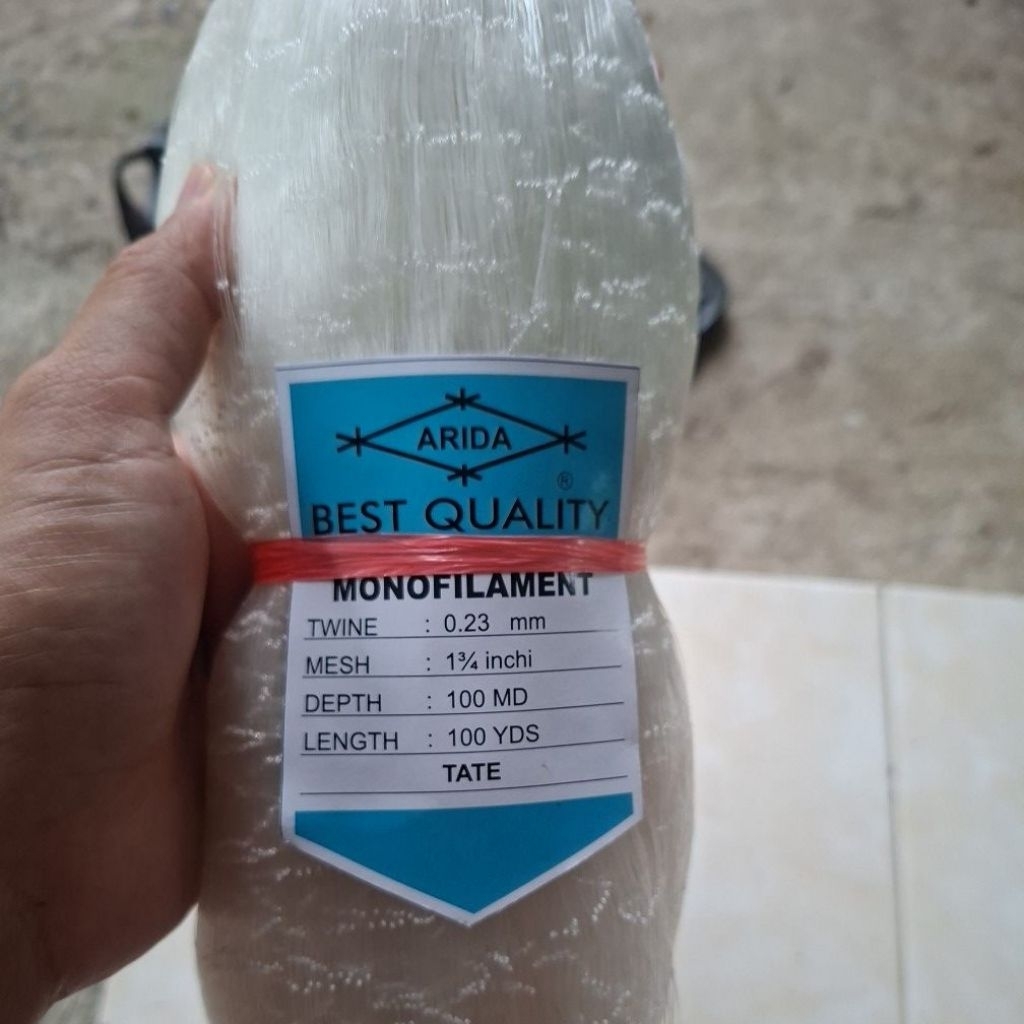 ARIDA
®
BEST QUALITY
MONOFILAMENT
TWINE : 0.23 mm
MESH : 1¾ inchi
DEPTH : 100 MD
LENGTH : 100 YDS
TATE